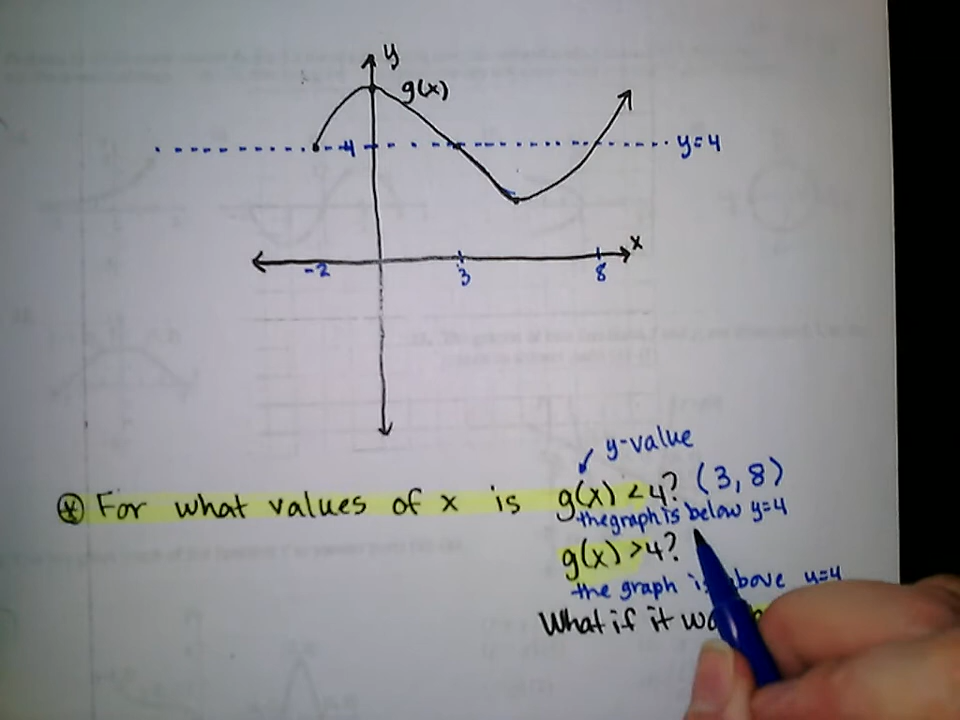 y
g(x)
4
y=4
x
-2
3
8
y-value
For what values of x is g(x) < 4? (3, 8)
the graph is below y=4
g(x) > 4?
the graph is above y=4
What if it